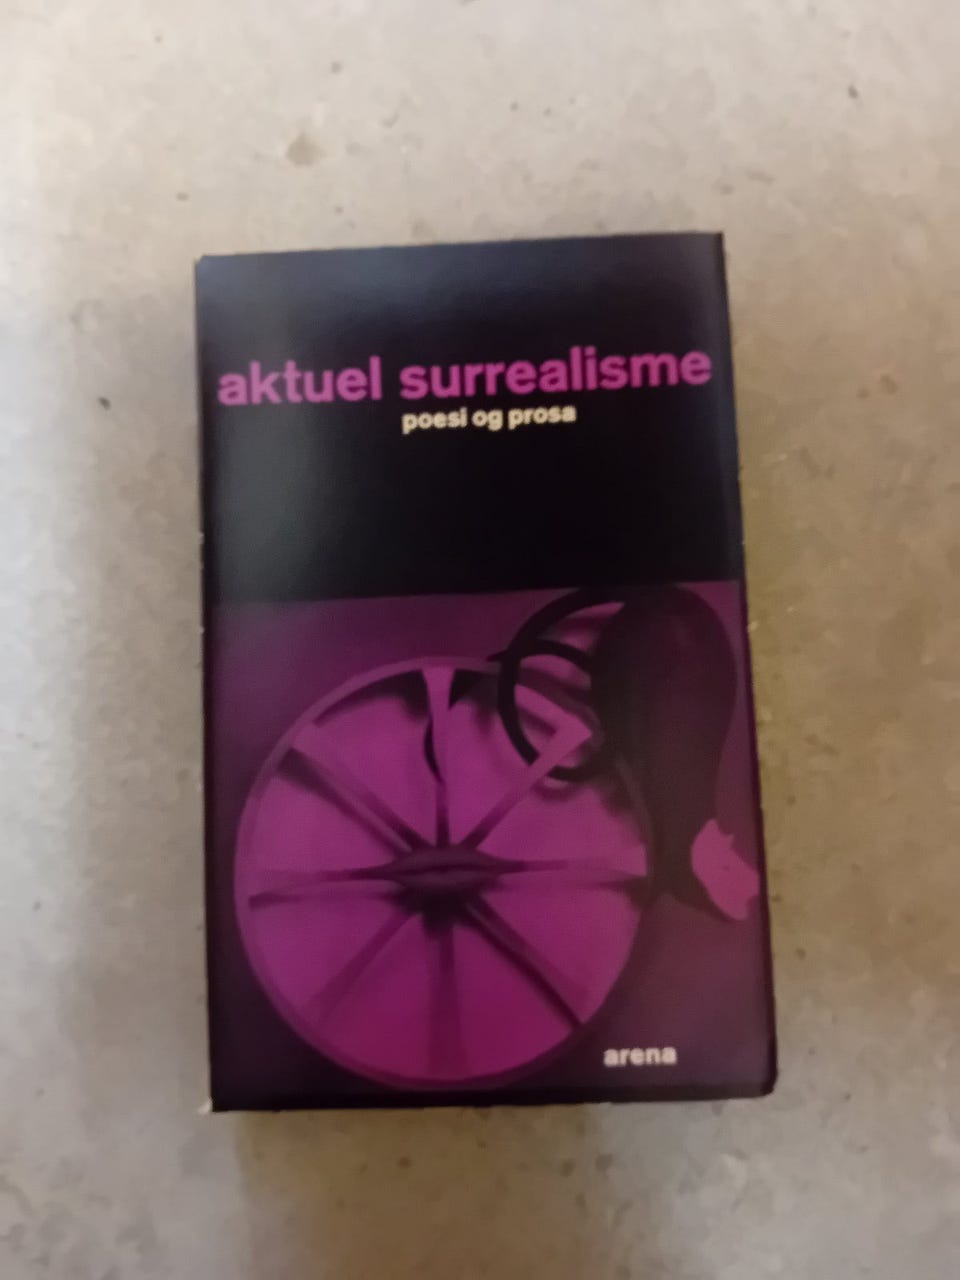 aktuel surrealisme
poesi og prosa
arena